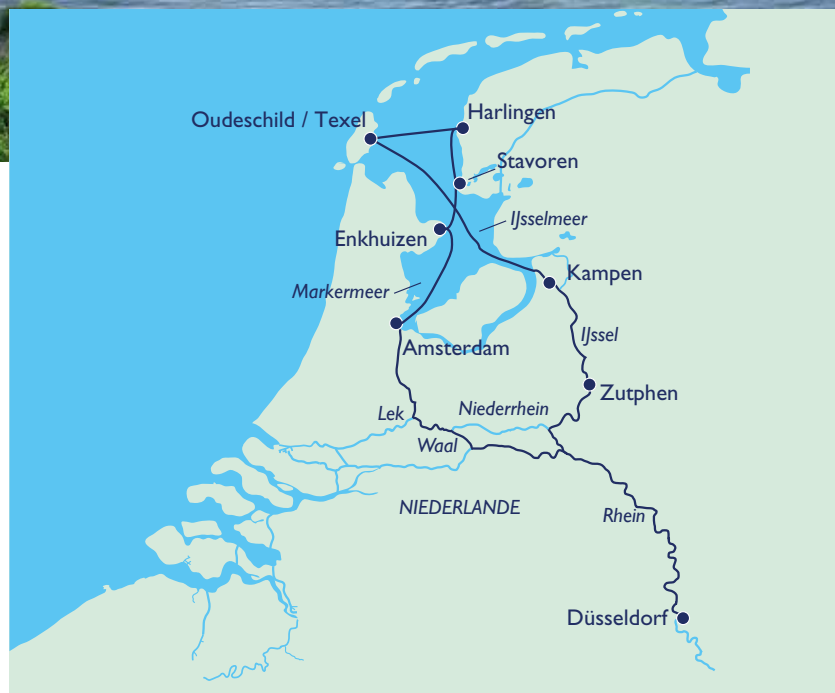 Oudeschild / Texel
Harlingen
Stavoren
IJsselmeer
Enkhuizen
Kampen
Markermeer
IJssel
Amsterdam
Zutphen
Niederrhein
Lek
Waal
NIEDERLANDE
Rhein
Düsseldorf